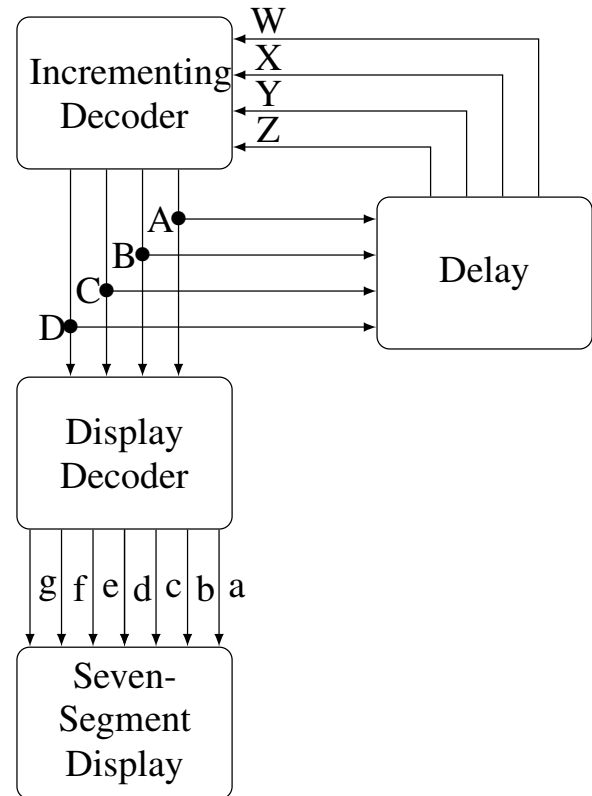 W
Incrementing
Decoder
X
Y
Z
A
B
C
D
Delay
Display
Decoder
g f e d c b a
Seven-
Segment
Display